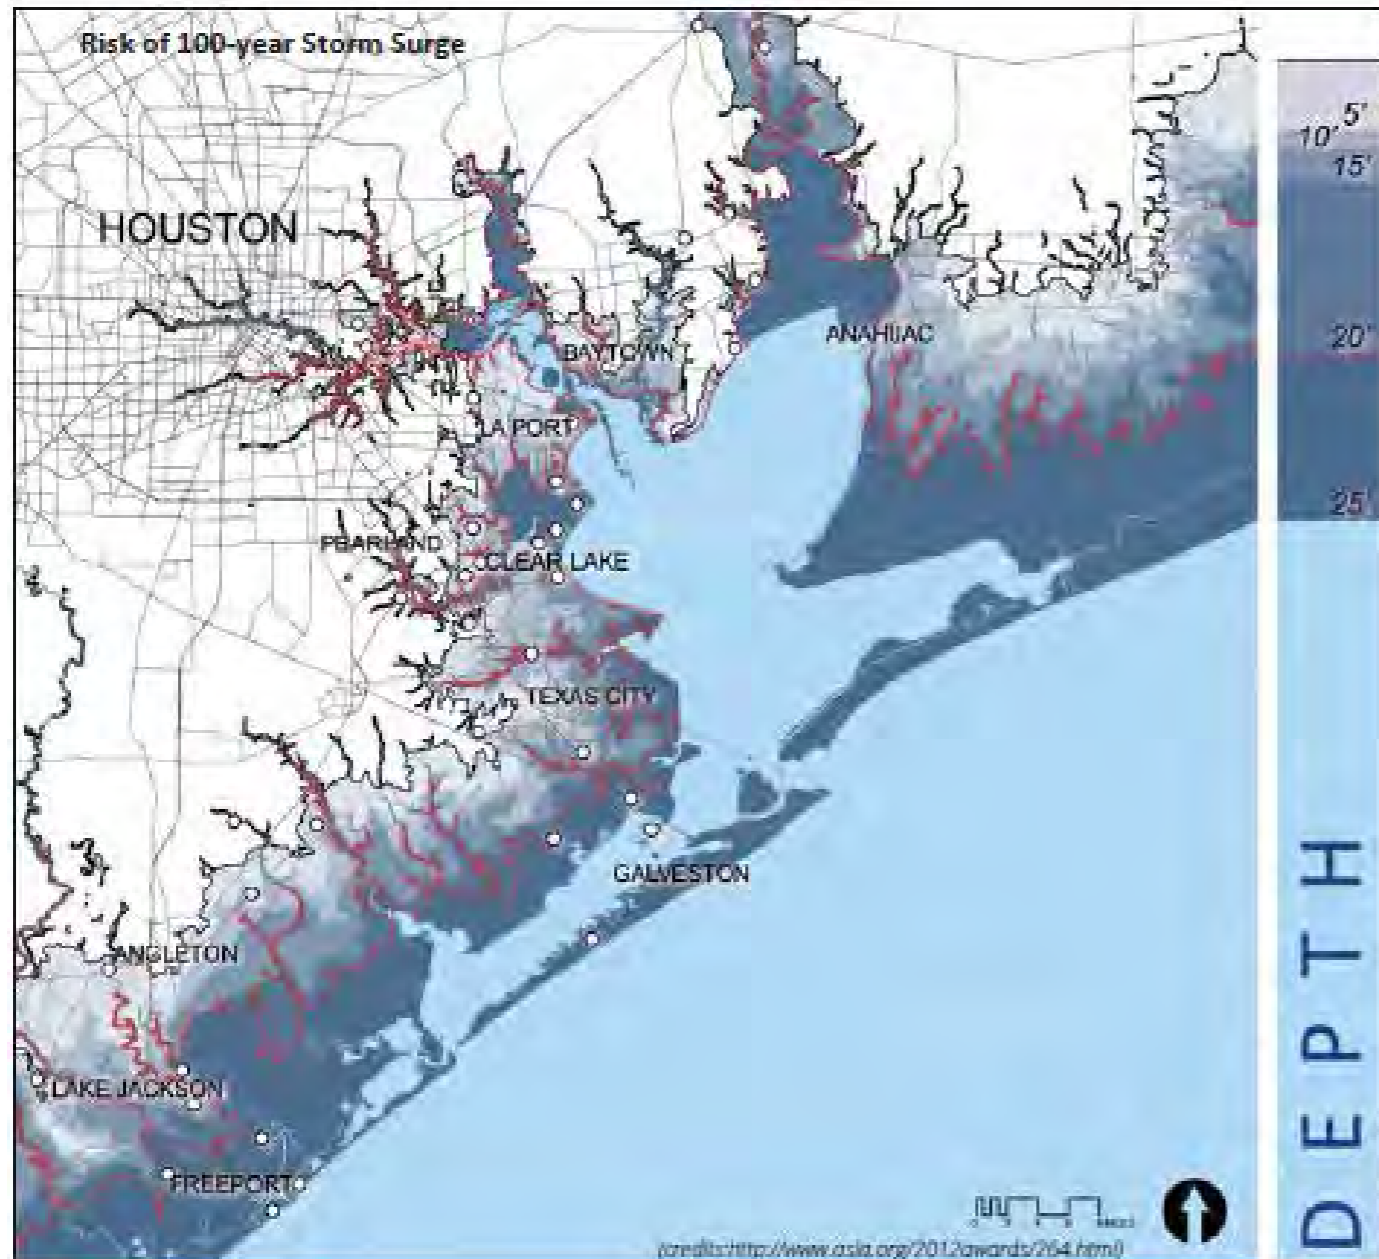 Risk of 100-year Storm Surge
5'
10'
15'
HOUSTON
20'
ANAHUAC
BAYTOWN
LA PORT
25'
PEARLAND
CLEAR LAKE
TEXAS CITY
GALVESTON
ANGLETON
LAKE JACKSON
FREEPORT
DEPTH
(credits:http://www.asla.org/2012awards/264.html)